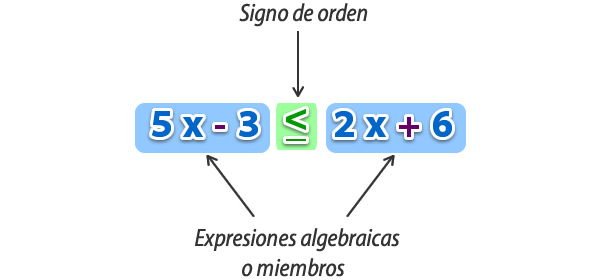 Signo de orden
5 x - 3 ≤ 2 x + 6
Expresiones algebraicas
o miembros